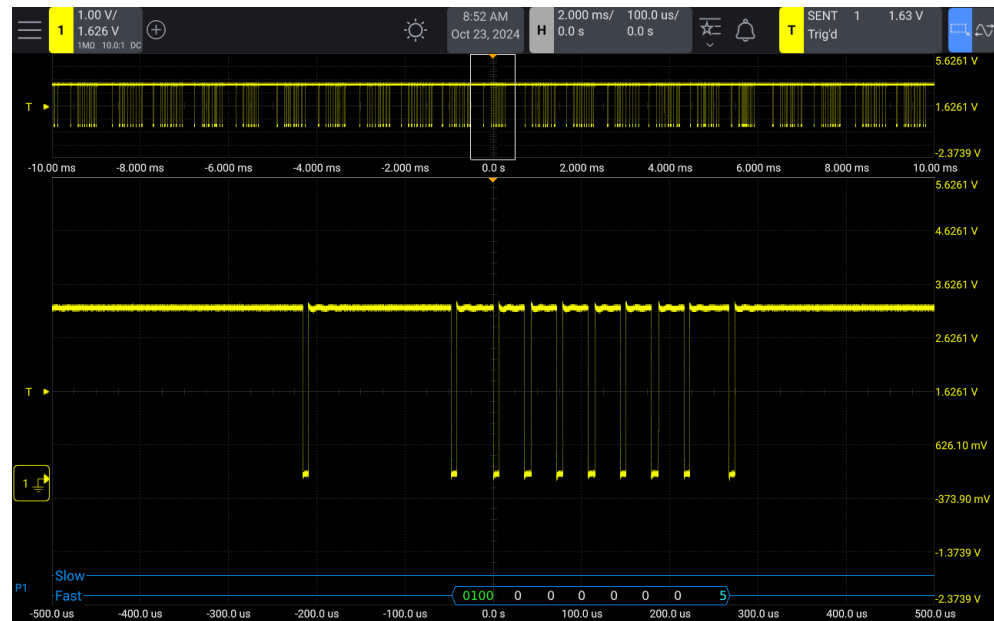 1
1.00 V/
1.626 V
1MΩ 10.0:1 DC
8:52 AM
Oct 23, 2024
H
2.000 ms/ 100.0 us/
0.0 s 0.0 s
T
SENT 1 1.63 V
Trig'd
5.6261 V
T
1.6261 V
-2.3739 V
-10.00 ms -8.000 ms -6.000 ms -4.000 ms -2.000 ms 0.0 s 2.000 ms 4.000 ms 6.000 ms 8.000 ms 10.00 ms
5.6261 V
4.6261 V
3.6261 V
2.6261 V
T
1.6261 V
626.10 mV
1
-373.90 mV
-1.3739 V
Slow
P1
Fast
0100 0 0 0 0 0 0 5
-2.3739 V
-500.0 us -400.0 us -300.0 us -200.0 us -100.0 us 0.0 s 100.0 us 200.0 us 300.0 us 400.0 us 500.0 us